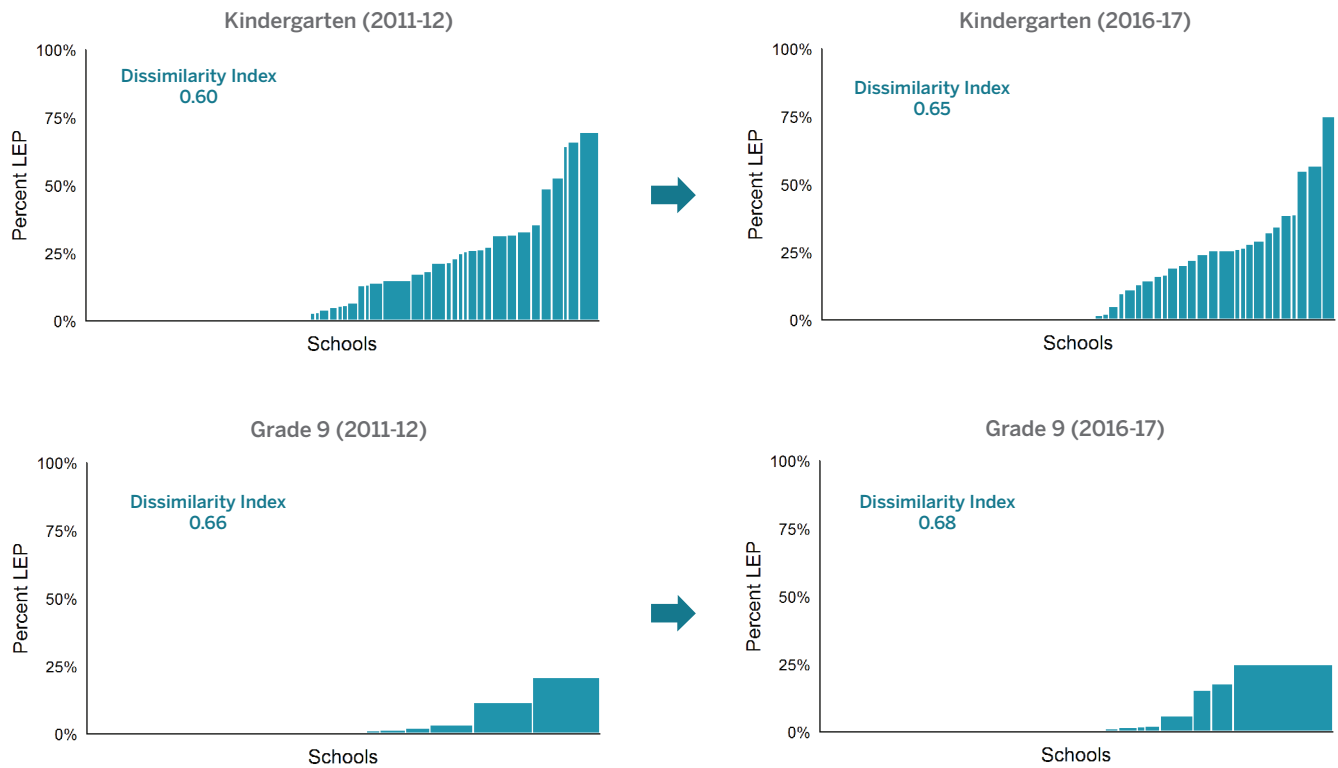 Kindergarten (2011-12)
100%
75%
50%
25%
0%
Percent LEP
Dissimilarity Index
0.60
Schools
Kindergarten (2016-17)
100%
75%
50%
25%
0%
Percent LEP
Dissimilarity Index
0.65
Schools
Grade 9 (2011-12)
100%
75%
50%
25%
0%
Percent LEP
Dissimilarity Index
0.66
Schools
Grade 9 (2016-17)
100%
75%
50%
25%
0%
Percent LEP
Dissimilarity Index
0.68
Schools